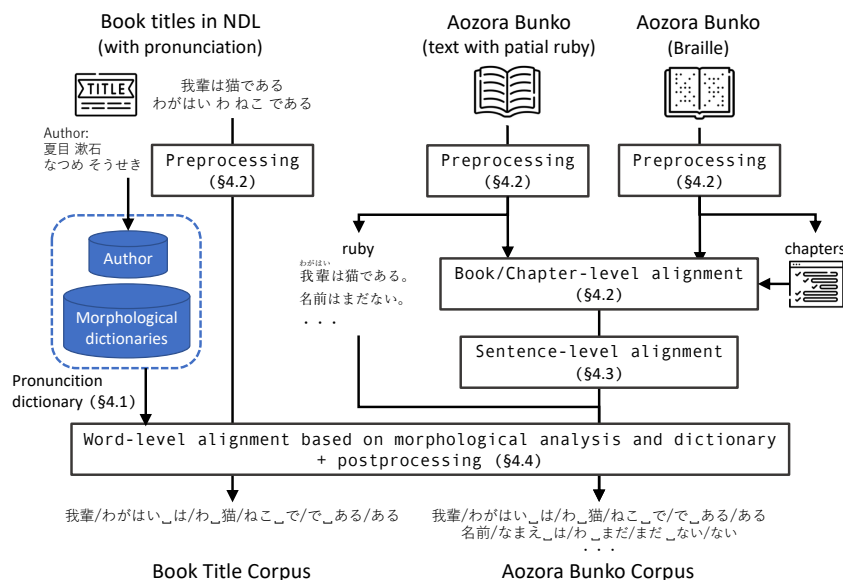 Book titles in NDL
(with pronunciation)
TITLE
我輩は猫である
わがはい わ ねこ である
Author:
夏目 漱石
なつめ そうせき
Preprocessing
(§4.2)
Author
Morphological
dictionaries
Pronuncition
dictionary (§4.1)
Aozora Bunko
(text with patial ruby)
Preprocessing
(§4.2)
Aozora Bunko
(Braille)
Preprocessing
(§4.2)
ruby
わがはい
我輩は猫である。
名前はまだない。
・・・
chapters
Book/Chapter-level alignment
(§4.2)
Sentence-level alignment
(§4.3)
Word-level alignment based on morphological analysis and dictionary
+ postprocessing (§4.4)
我輩/わがはい␣は/わ␣猫/ねこ␣で/で␣ある/ある
Book Title Corpus
我輩/わがはい␣は/わ␣猫/ねこ␣で/で␣ある/ある
名前/なまえ␣は/わ␣まだ/まだ␣ない/ない
・・・
Aozora Bunko Corpus